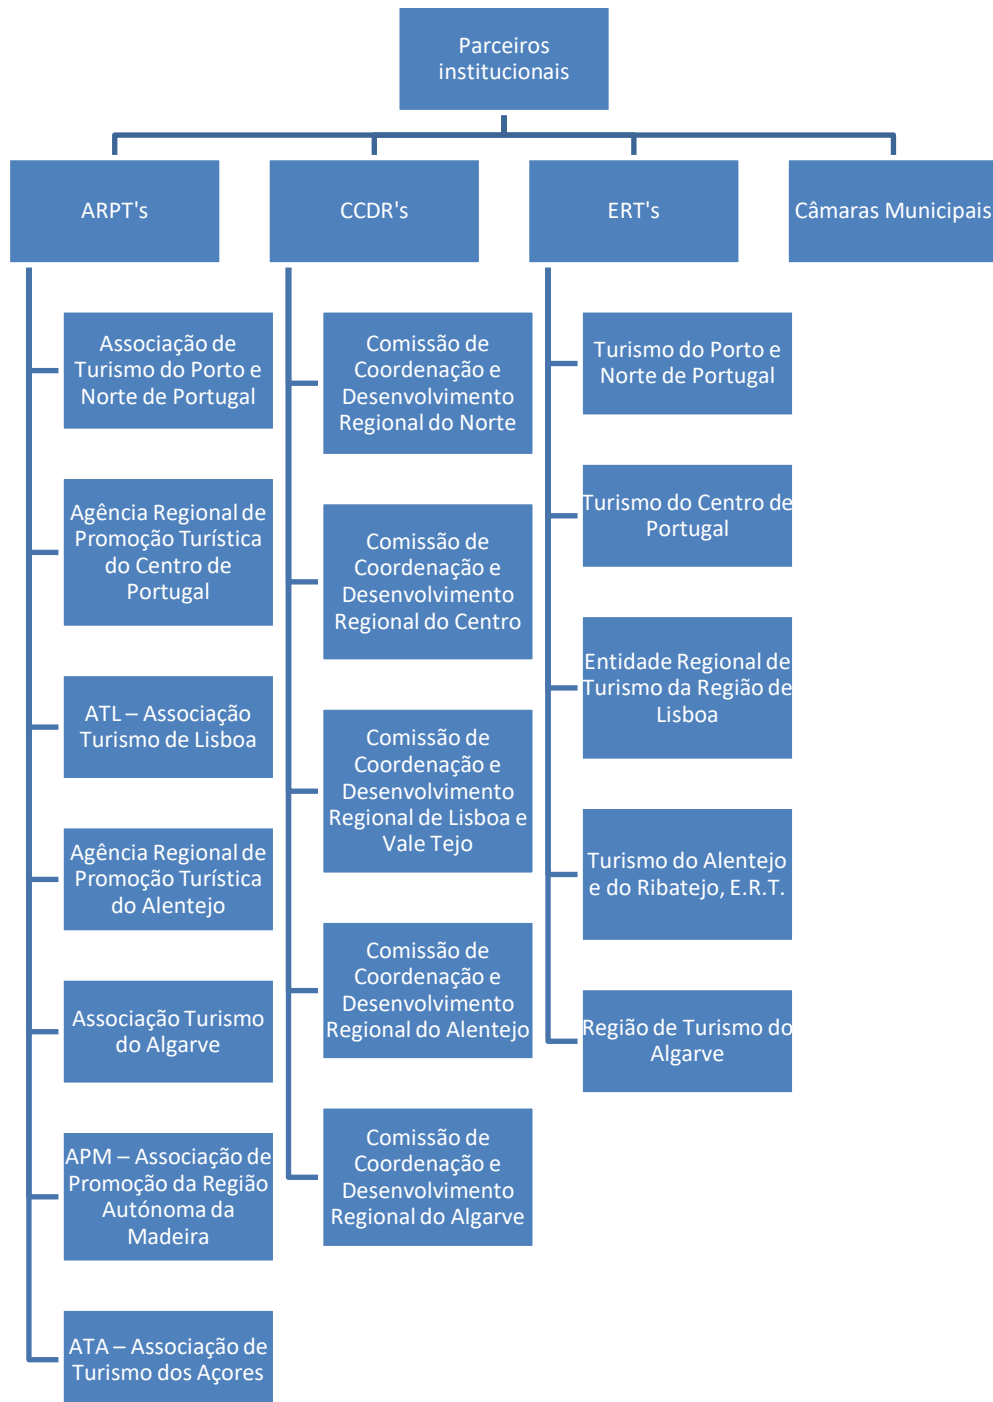 Parceiros
institucionais
ARPT's
CCDR's
ERT's
Câmaras Municipais
Associação de
Turismo do Porto e
Norte de Portugal
Agência Regional de
Promoção Turística
do Centro de
Portugal
ATL – Associação
Turismo de Lisboa
Agência Regional de
Promoção Turística
do Alentejo
Associação Turismo
do Algarve
APM – Associação de
Promoção da Região
Autónoma da
Madeira
ATA – Associação de
Turismo dos Açores
Comissão de
Coordenação e
Desenvolvimento
Regional do Norte
Comissão de
Coordenação e
Desenvolvimento
Regional do Centro
Comissão de
Coordenação e
Desenvolvimento
Regional de Lisboa e
Vale Tejo
Comissão de
Coordenação e
Desenvolvimento
Regional do Alentejo
Comissão de
Coordenação e
Desenvolvimento
Regional do Algarve
Turismo do Porto e
Norte de Portugal
Turismo do Centro de
Portugal
Entidade Regional de
Turismo da Região de
Lisboa
Turismo do Alentejo
e do Ribatejo, E.R.T.
Região de Turismo do
Algarve